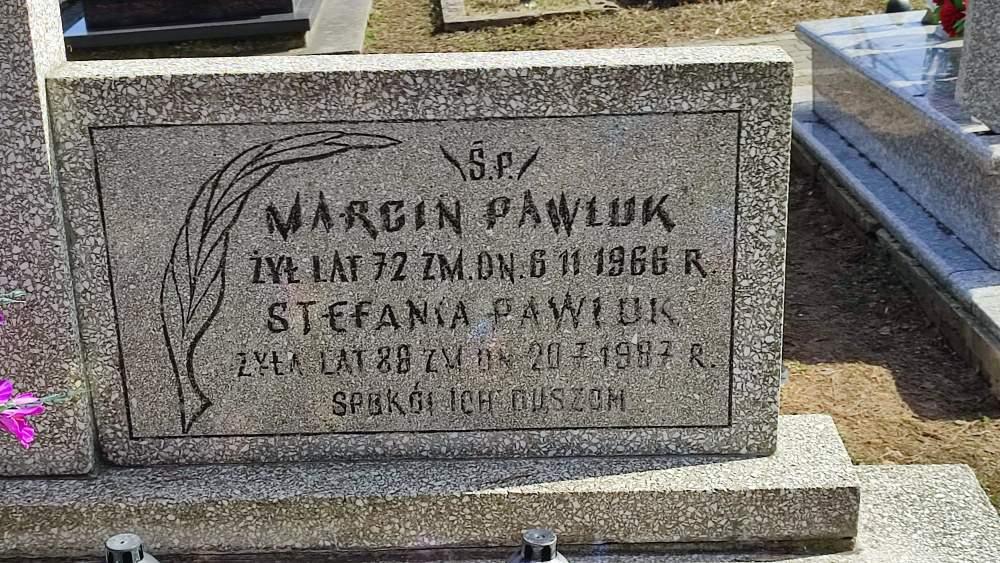 \Ś.P./
MARCIN PAWLUK
ŻYŁ LAT 72 ZM. DN. 6 11 1966 R.
STEFANIA PAWLUK
ŻYŁA LAT 88 ZM. DN 20 7 1987 R.
SPOKÓJ ICH DUSZOM